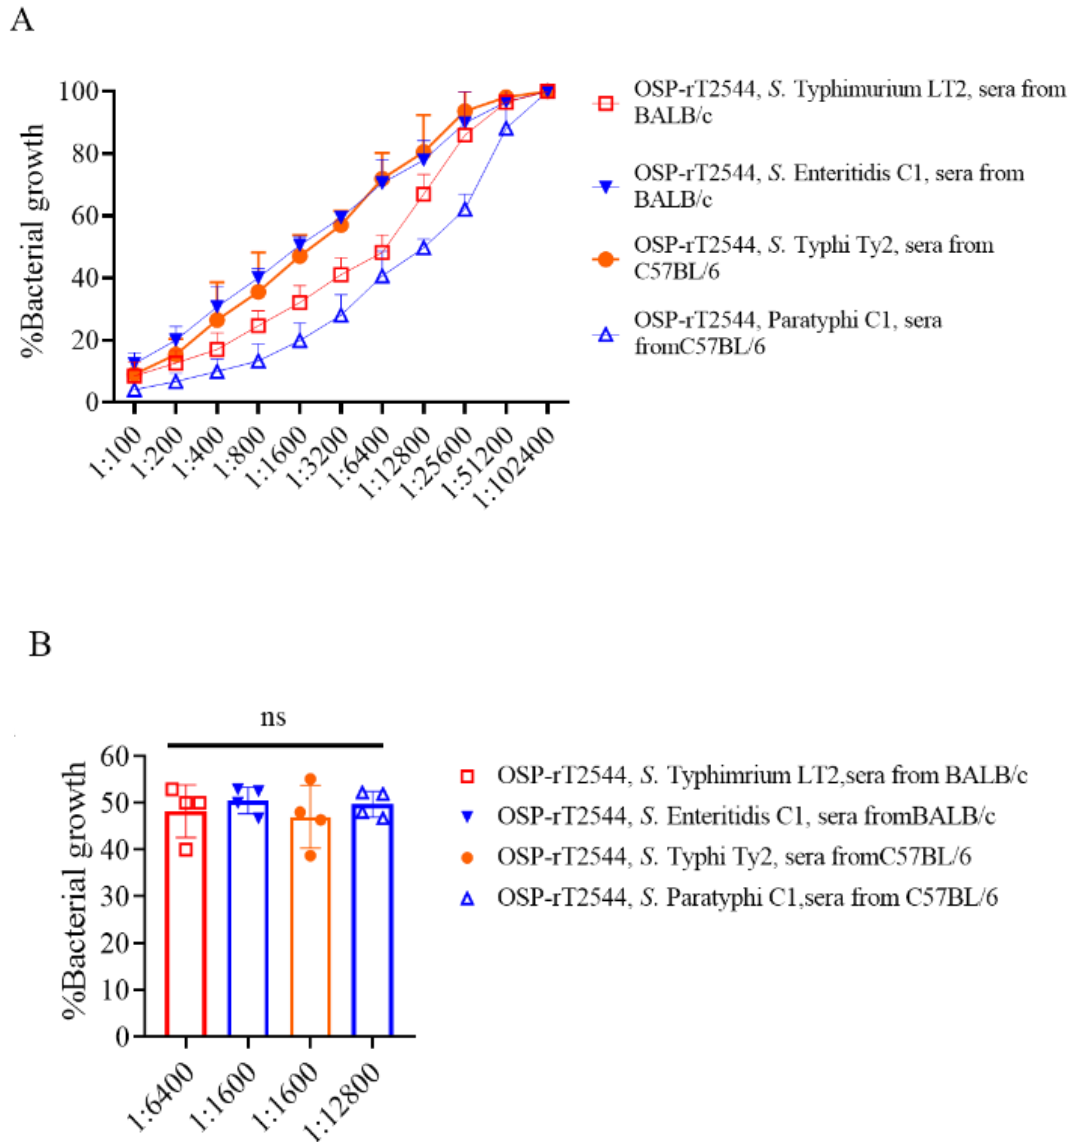 A
%Bacterial growth
100
80
60
40
20
0
1:100
1:200
1:400
1:800
1:1600
1:3200
1:6400
1:12800
1:25600
1:51200
1:102400
OSP-rT2544, S. Typhimurium LT2, sera from
BALB/c
OSP-rT2544, S. Enteritidis C1, sera from
BALB/c
OSP-rT2544, S. Typhi Ty2, sera from
C57BL/6
OSP-rT2544, Paratyphi C1, sera
fromC57BL/6
B
ns
%Bacterial growth
60
50
40
30
20
10
0
1:6400
1:1600
1:1600
1:12800
OSP-rT2544, S. Typhimrium LT2,sera from BALB/c
OSP-rT2544, S. Enteritidis C1, sera fromBALB/c
OSP-rT2544, S. Typhi Ty2, sera fromC57BL/6
OSP-rT2544, S. Paratyphi C1,sera from C57BL/6